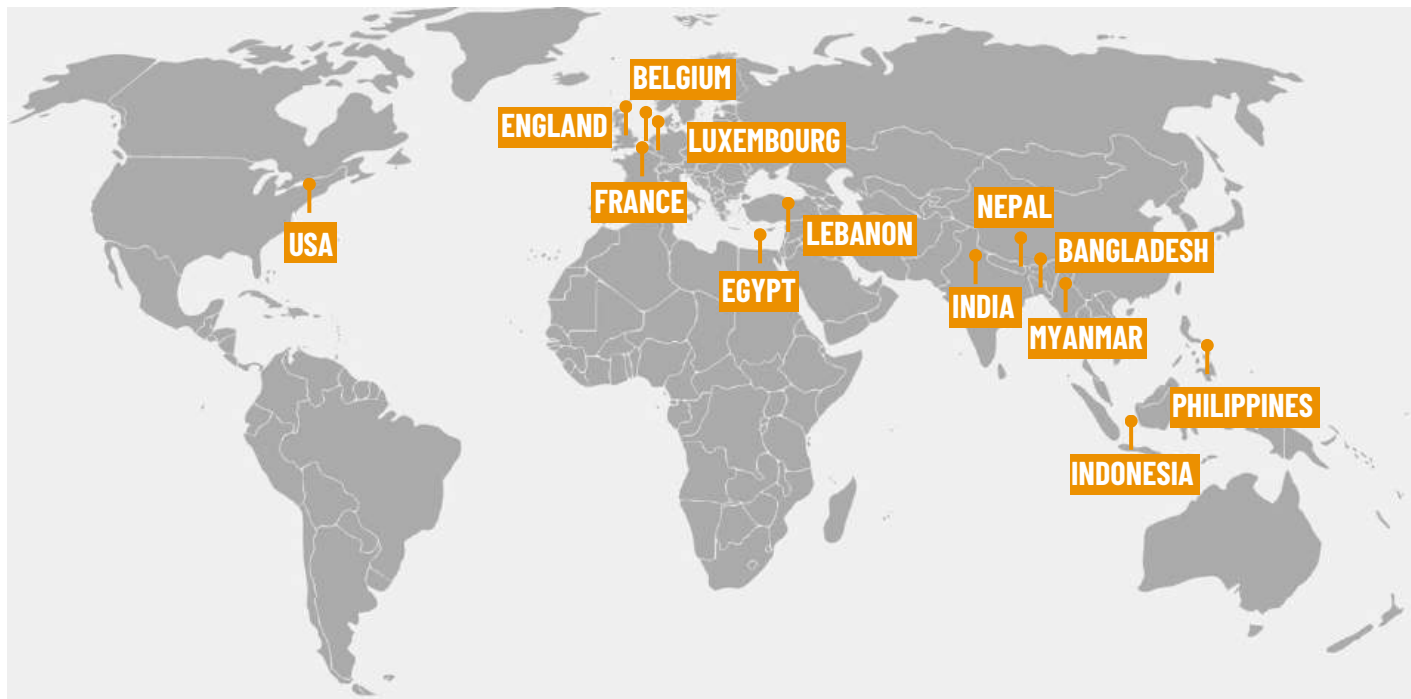 BELGIUM
ENGLAND
LUXEMBOURG
FRANCE
USA
NEPAL
LEBANON
BANGLADESH
EGYPT
INDIA
MYANMAR
PHILIPPINES
INDONESIA